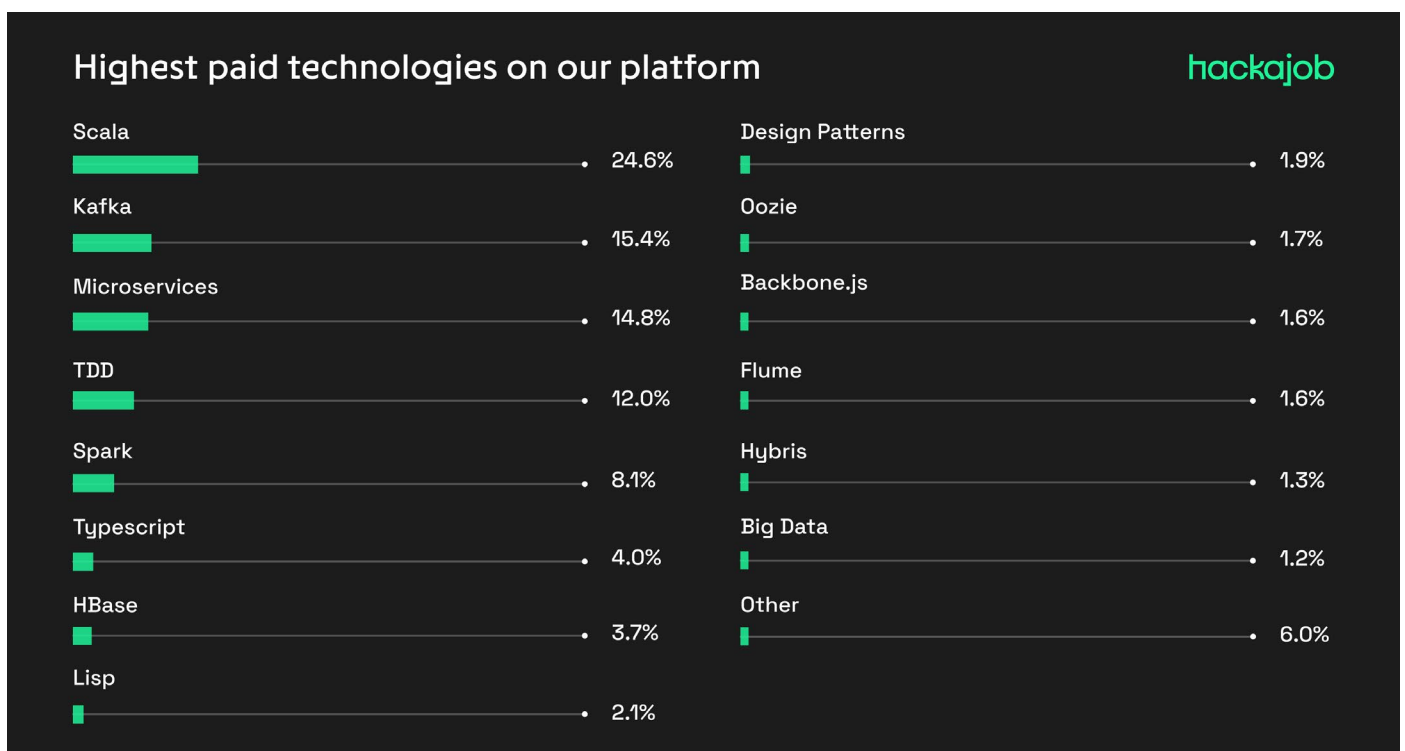 Highest paid technologies on our platform
hackajob
Scala
24.6%
Kafka
15.4%
Microservices
14.8%
TDD
12.0%
Spark
8.1%
Typescript
4.0%
HBase
3.7%
Lisp
2.1%
Design Patterns
1.9%
Oozie
1.7%
Backbone.js
1.6%
Flume
1.6%
Hybris
1.3%
Big Data
1.2%
Other
6.0%